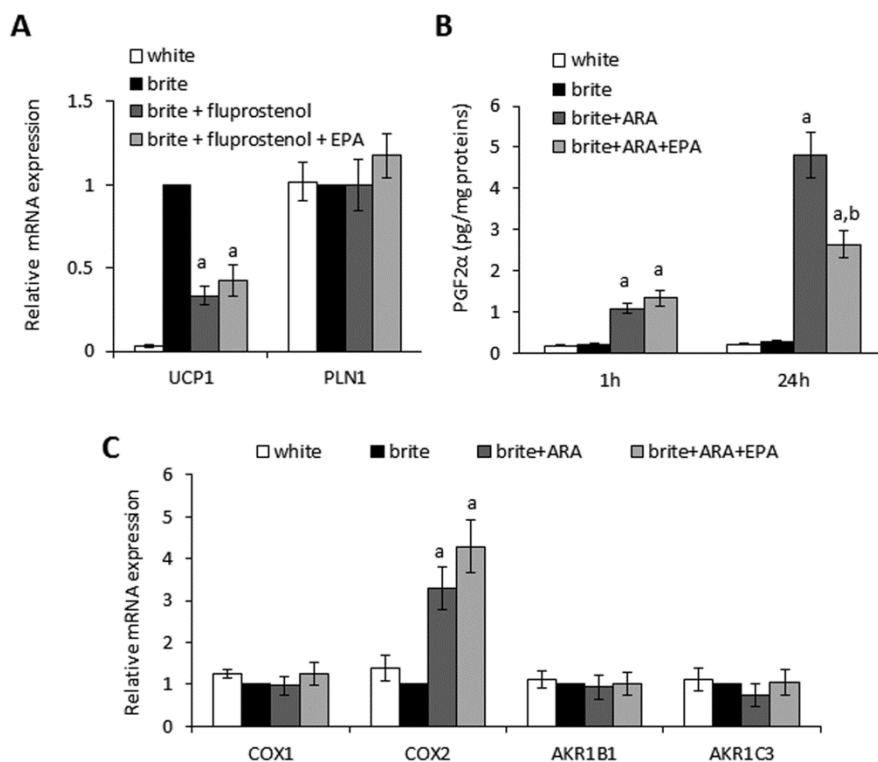 A
white
brite
brite + fluprostenol
brite + fluprostenol + EPA
Relative mRNA expression
1.5
1
0.5
0
a
a
UCP1
PLN1
B
white
brite
brite+ARA
brite+ARA+EPA
PGF2α (pg/mg proteins)
6
5
4
3
2
1
0
a
a
a
a,b
1h
24h
C
white
brite
brite+ARA
brite+ARA+EPA
Relative mRNA expression
6
5
4
3
2
1
0
a
a
COX1
COX2
AKR1B1
AKR1C3